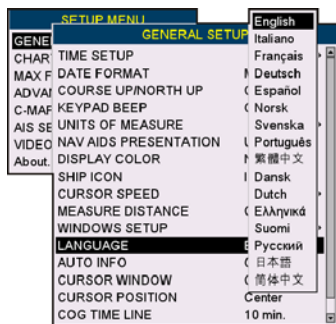 SETUP MENU
GENERAL SETUP
CHAR
MAX F
ADVAN
C-MAP
AIS SE
VIDEO
About.
TIME SETUP
DATE FORMAT
COURSE UP/NORTH UP
KEYPAD BEEP
UNITS OF MEASURE
NAV AIDS PRESENTATION
DISPLAY COLOR
SHIP ICON
CURSOR SPEED
MEASURE DISTANCE
WINDOWS SETUP
LANGUAGE
AUTO INFO
CURSOR WINDOW
CURSOR POSITION Center
COG TIME LINE 10 min.
English
Italiano
Français
Deutsch
Español
Norsk
Svenska
Português
繁體中文
Dansk
Dutch
Ελληνικά
Suomi
Русский
日本語
简体中文